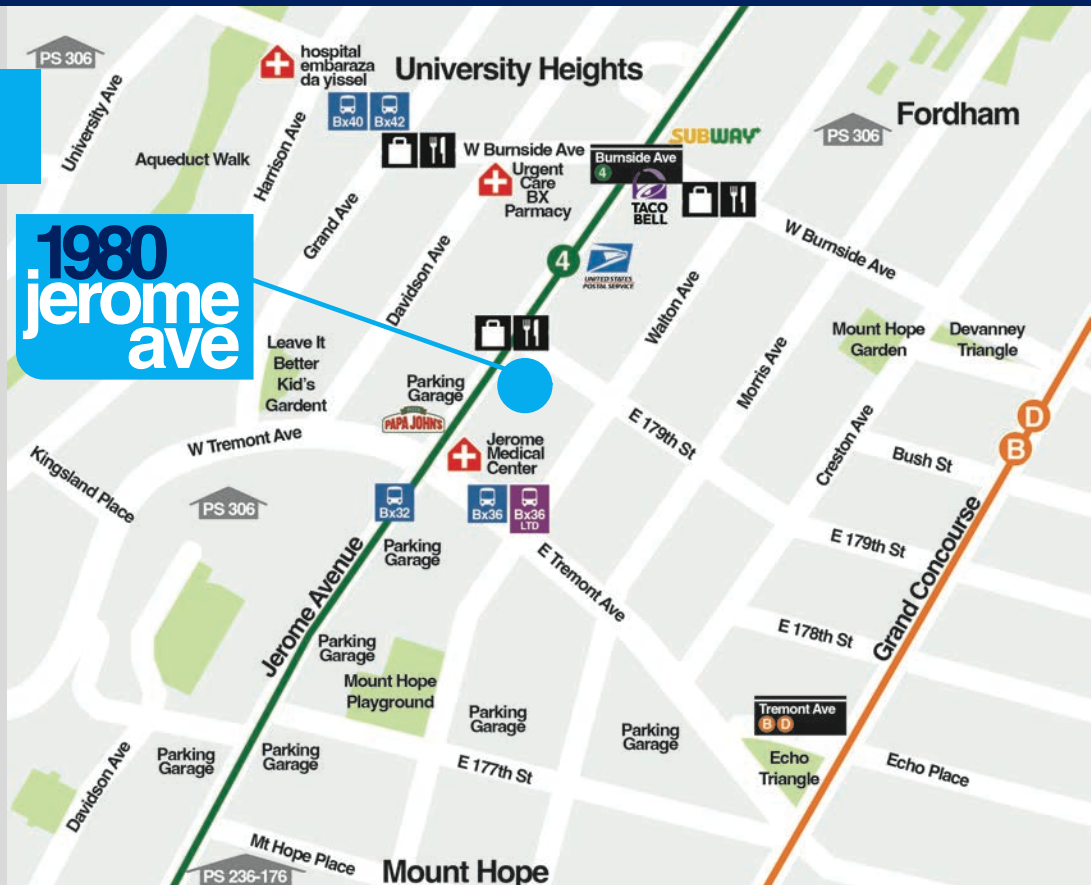 PS 306
hospital
embaraza
da yissel
University Heights
Bx40
Bx42
University Ave
Aqueduct Walk
Harrison Ave
Grand Ave
W Burnside Ave
Urgent
Care
BX
Parmacy
Burnside Ave
4
SUBWAY
TACO
BELL
PS 306
Fordham
W Burnside Ave
1980
jerome
ave
Davidson Ave
4
UNITED STATES
POSTAL SERVICE
Walton Ave
Mount Hope
Garden
Devanney
Triangle
Leave It
Better
Kid's
Gardent
Parking
Garage
PAPA JOHN'S
Morris Ave
E 179th St
Creston Ave
D
B
Bush St
W Tremont Ave
Kingsland Place
Jerome
Medical
Center
PS 306
Bx32
Bx36
Bx36
LTD
Parking
Garage
E Tremont Ave
E 179th St
Grand Concourse
Jerome Avenue
E 178th St
Parking
Garage
Mount Hope
Playground
Parking
Garage
Parking
Garage
Tremont Ave
B D
Echo
Triangle
Echo Place
Davidson Ave
Parking
Garage
Parking
Garage
E 177th St
Mt Hope Place
Mount Hope
PS 236-176